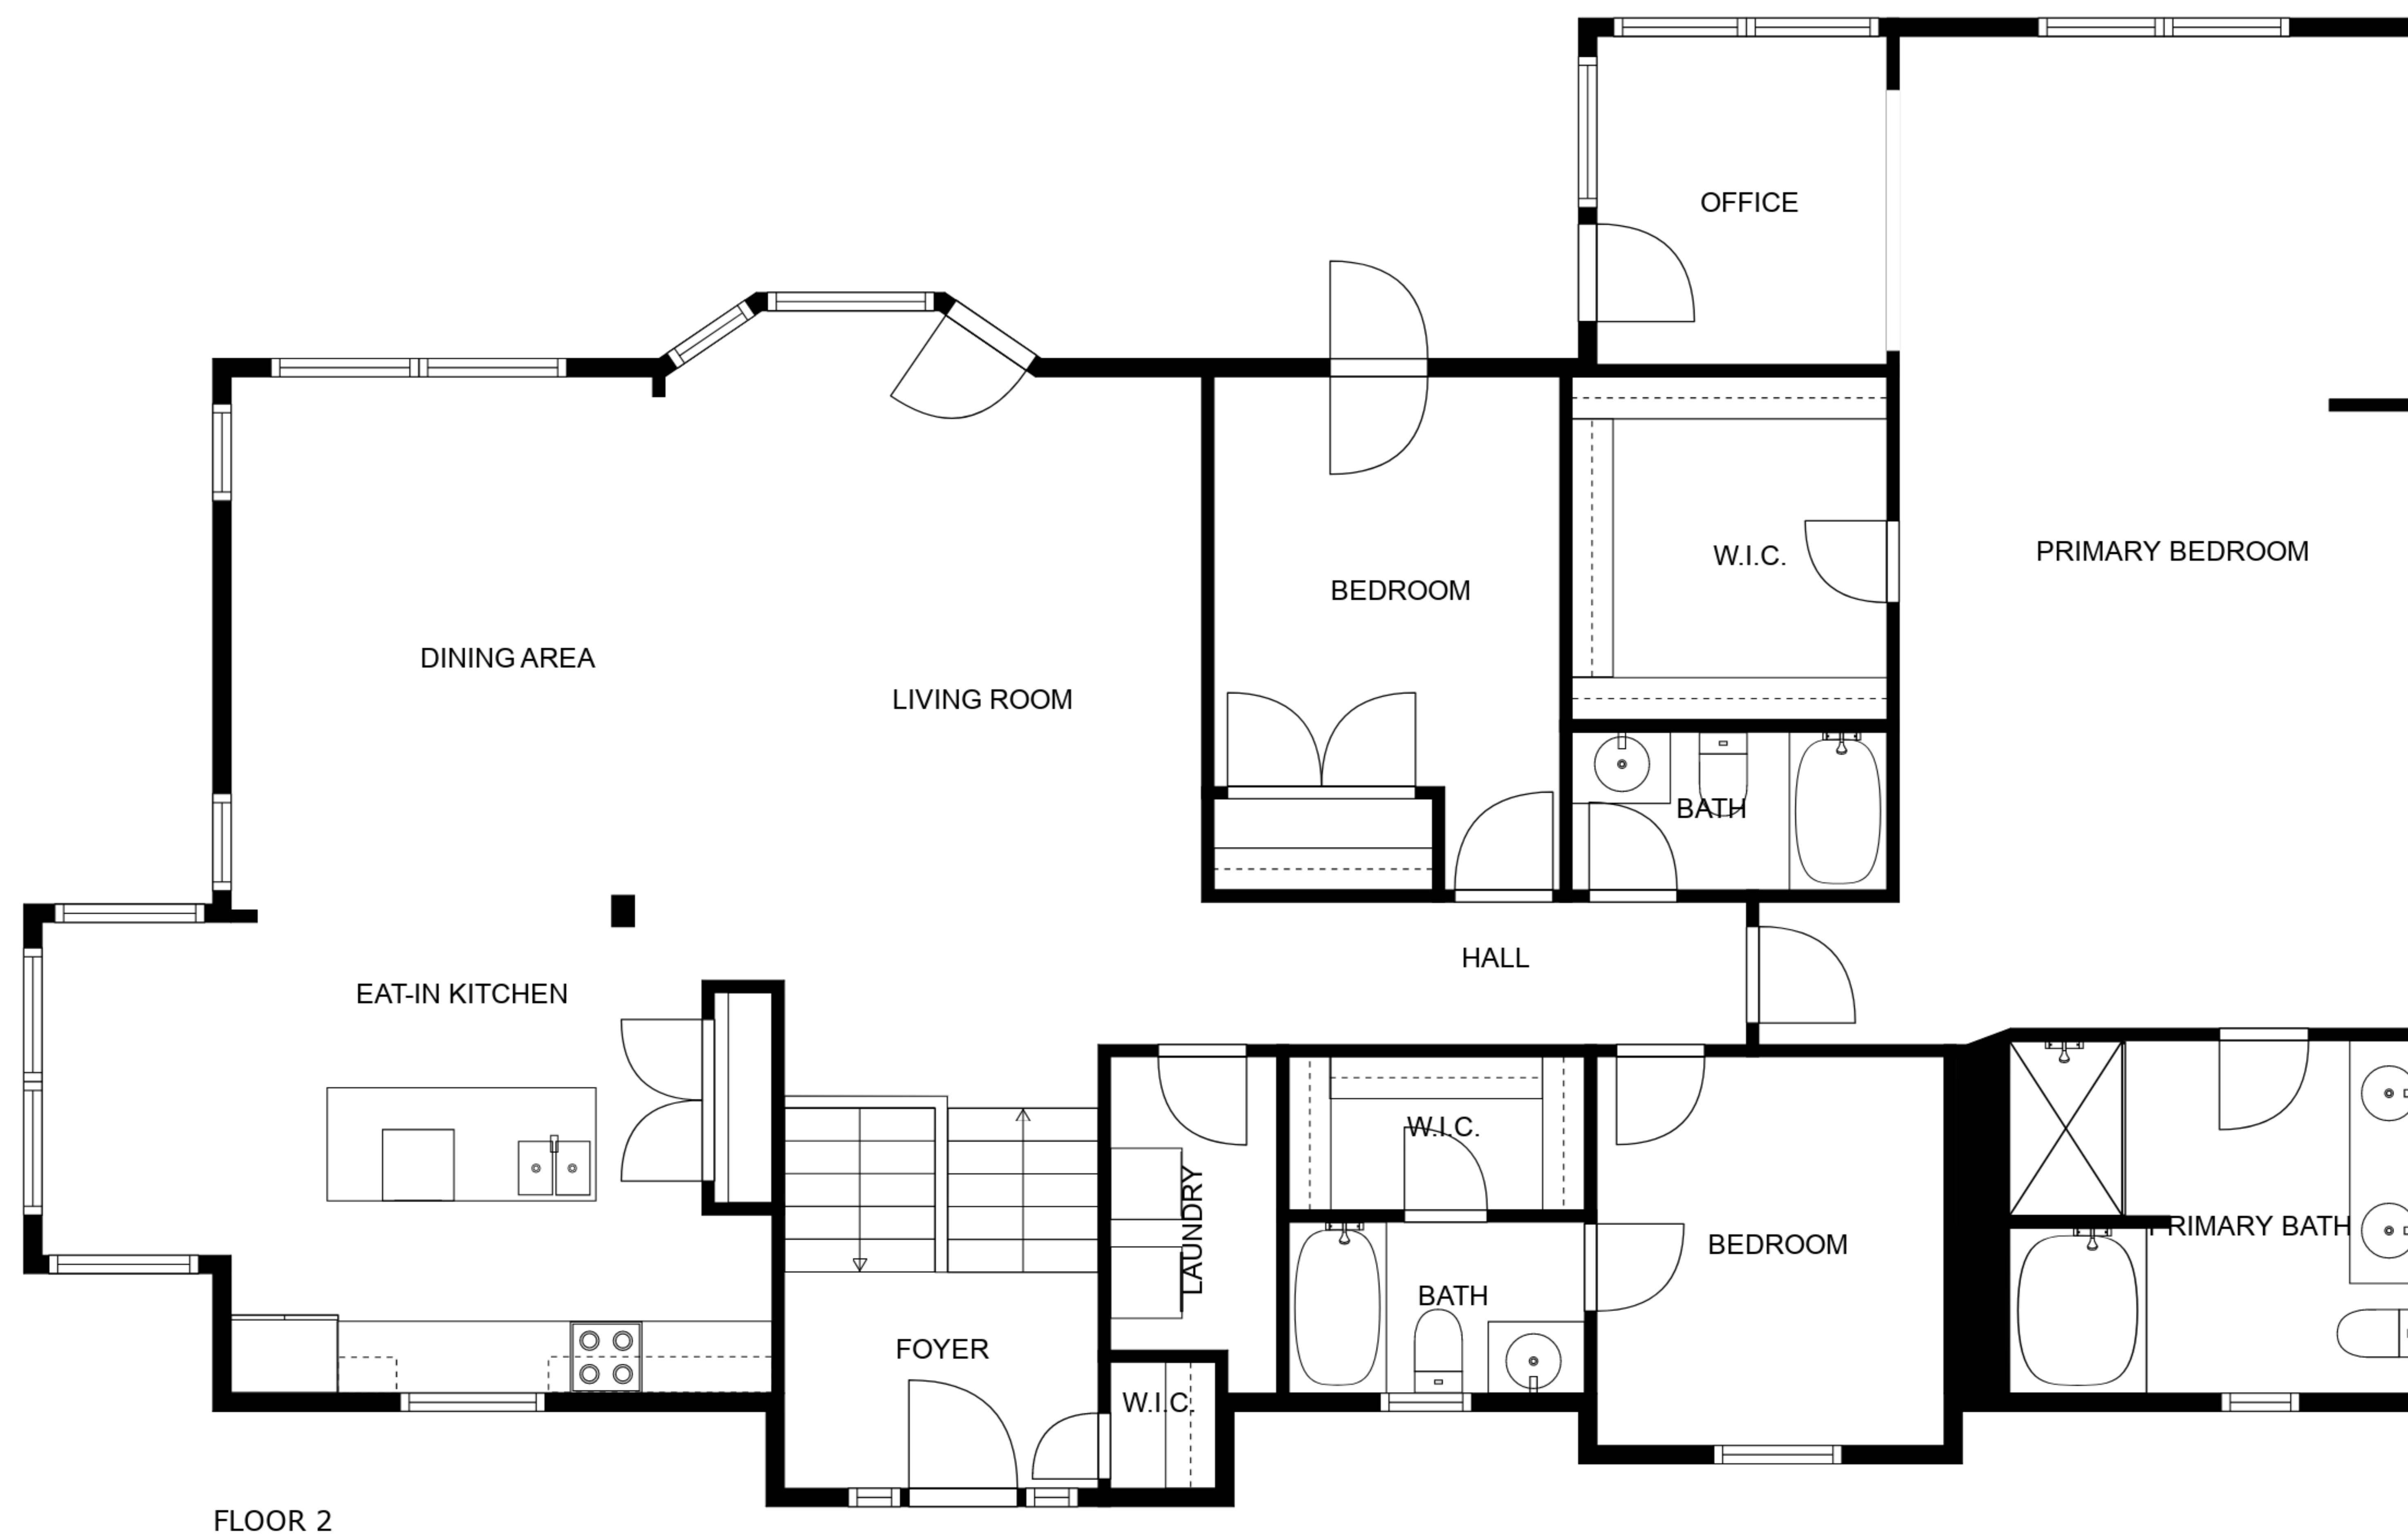 OFFICE
W.I.C.
PRIMARY BEDROOM
BEDROOM
DINING AREA
LIVING ROOM
BATH
HALL
EAT-IN KITCHEN
W.I.C.
LAUNDRY
PRIMARY BATH
BEDROOM
BATH
FOYER
W.I.C.
FLOOR 2